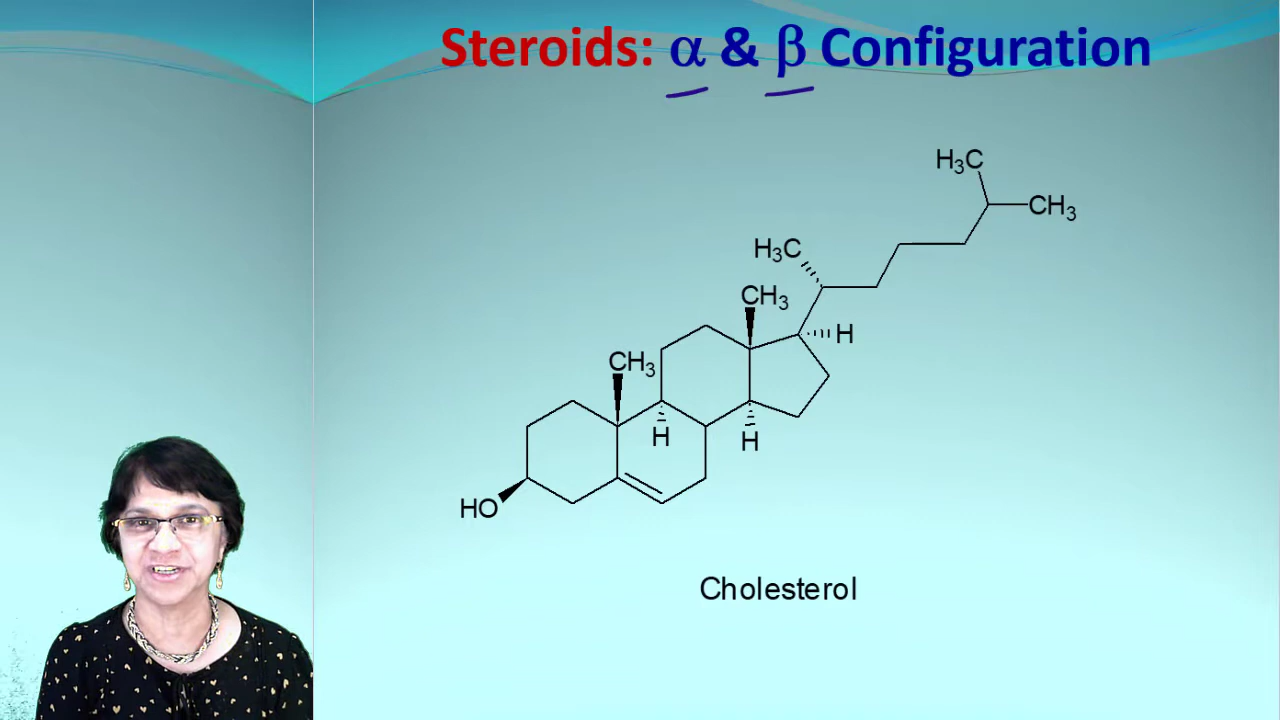 Steroids: α & β Configuration
H₃C
CH₃
H₃C
CH₃
H
CH₃
H
H
HO
Cholesterol